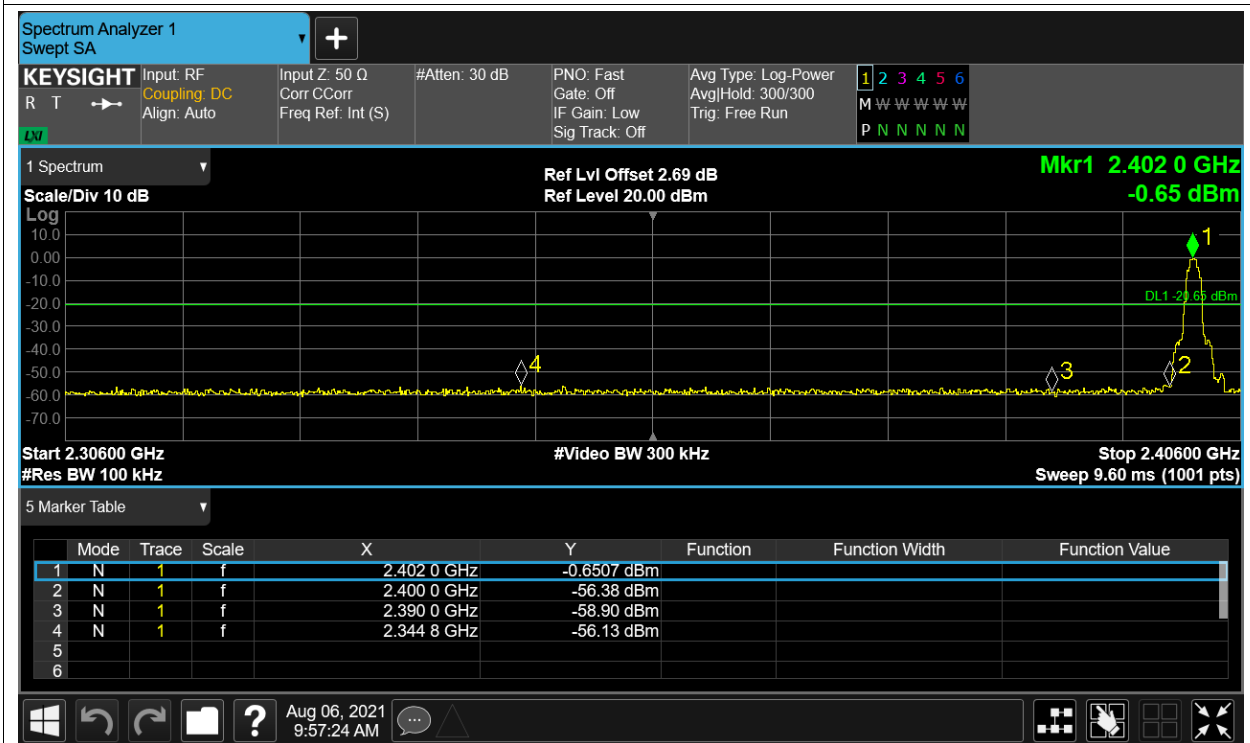 Spectrum Analyzer 1
Swept SA
KEYSIGHT
R T
LXI
Input: RF
Coupling: DC
Align: Auto
Input Z: 50 Ω
Corr CCorr
Freq Ref: Int (S)
#Atten: 30 dB
PNO: Fast
Gate: Off
IF Gain: Low
Sig Track: Off
Avg Type: Log-Power
Avg|Hold: 300/300
Trig: Free Run
1 2 3 4 5 6
M W W W W W
P N N N N N
1 Spectrum
Scale/Div 10 dB
Ref Lvl Offset 2.69 dB
Ref Level 20.00 dBm
Mkr1 2.402 0 GHz
-0.65 dBm
Log
10.0
0.00
-10.0
-20.0
-30.0
-40.0
-50.0
-60.0
-70.0
1
DL1 -20.65 dBm
4
3
2
Start 2.30600 GHz
#Video BW 300 kHz
Stop 2.40600 GHz
#Res BW 100 kHz
Sweep 9.60 ms (1001 pts)
5 Marker Table
Mode Trace Scale X Y Function Function Width Function Value
1 N 1 f 2.402 0 GHz -0.6507 dBm
2 N 1 f 2.400 0 GHz -56.38 dBm
3 N 1 f 2.390 0 GHz -58.90 dBm
4 N 1 f 2.344 8 GHz -56.13 dBm
5
6
?
Aug 06, 2021
9:57:24 AM